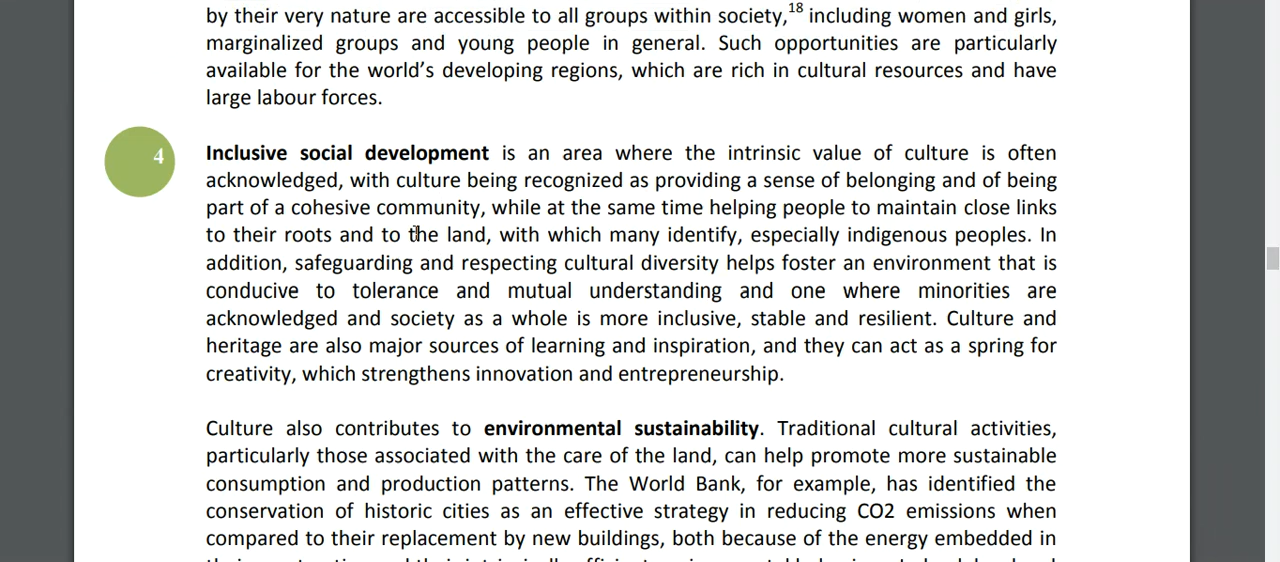 by their very nature are accessible to all groups within society,18 including women and girls,
marginalized groups and young people in general. Such opportunities are particularly
available for the world’s developing regions, which are rich in cultural resources and have
large labour forces.
4
Inclusive social development is an area where the intrinsic value of culture is often
acknowledged, with culture being recognized as providing a sense of belonging and of being
part of a cohesive community, while at the same time helping people to maintain close links
to their roots and to the land, with which many identify, especially indigenous peoples. In
addition, safeguarding and respecting cultural diversity helps foster an environment that is
conducive to tolerance and mutual understanding and one where minorities are
acknowledged and society as a whole is more inclusive, stable and resilient. Culture and
heritage are also major sources of learning and inspiration, and they can act as a spring for
creativity, which strengthens innovation and entrepreneurship.
Culture also contributes to environmental sustainability. Traditional cultural activities,
particularly those associated with the care of the land, can help promote more sustainable
consumption and production patterns. The World Bank, for example, has identified the
conservation of historic cities as an effective strategy in reducing CO2 emissions when
compared to their replacement by new buildings, both because of the energy embedded in